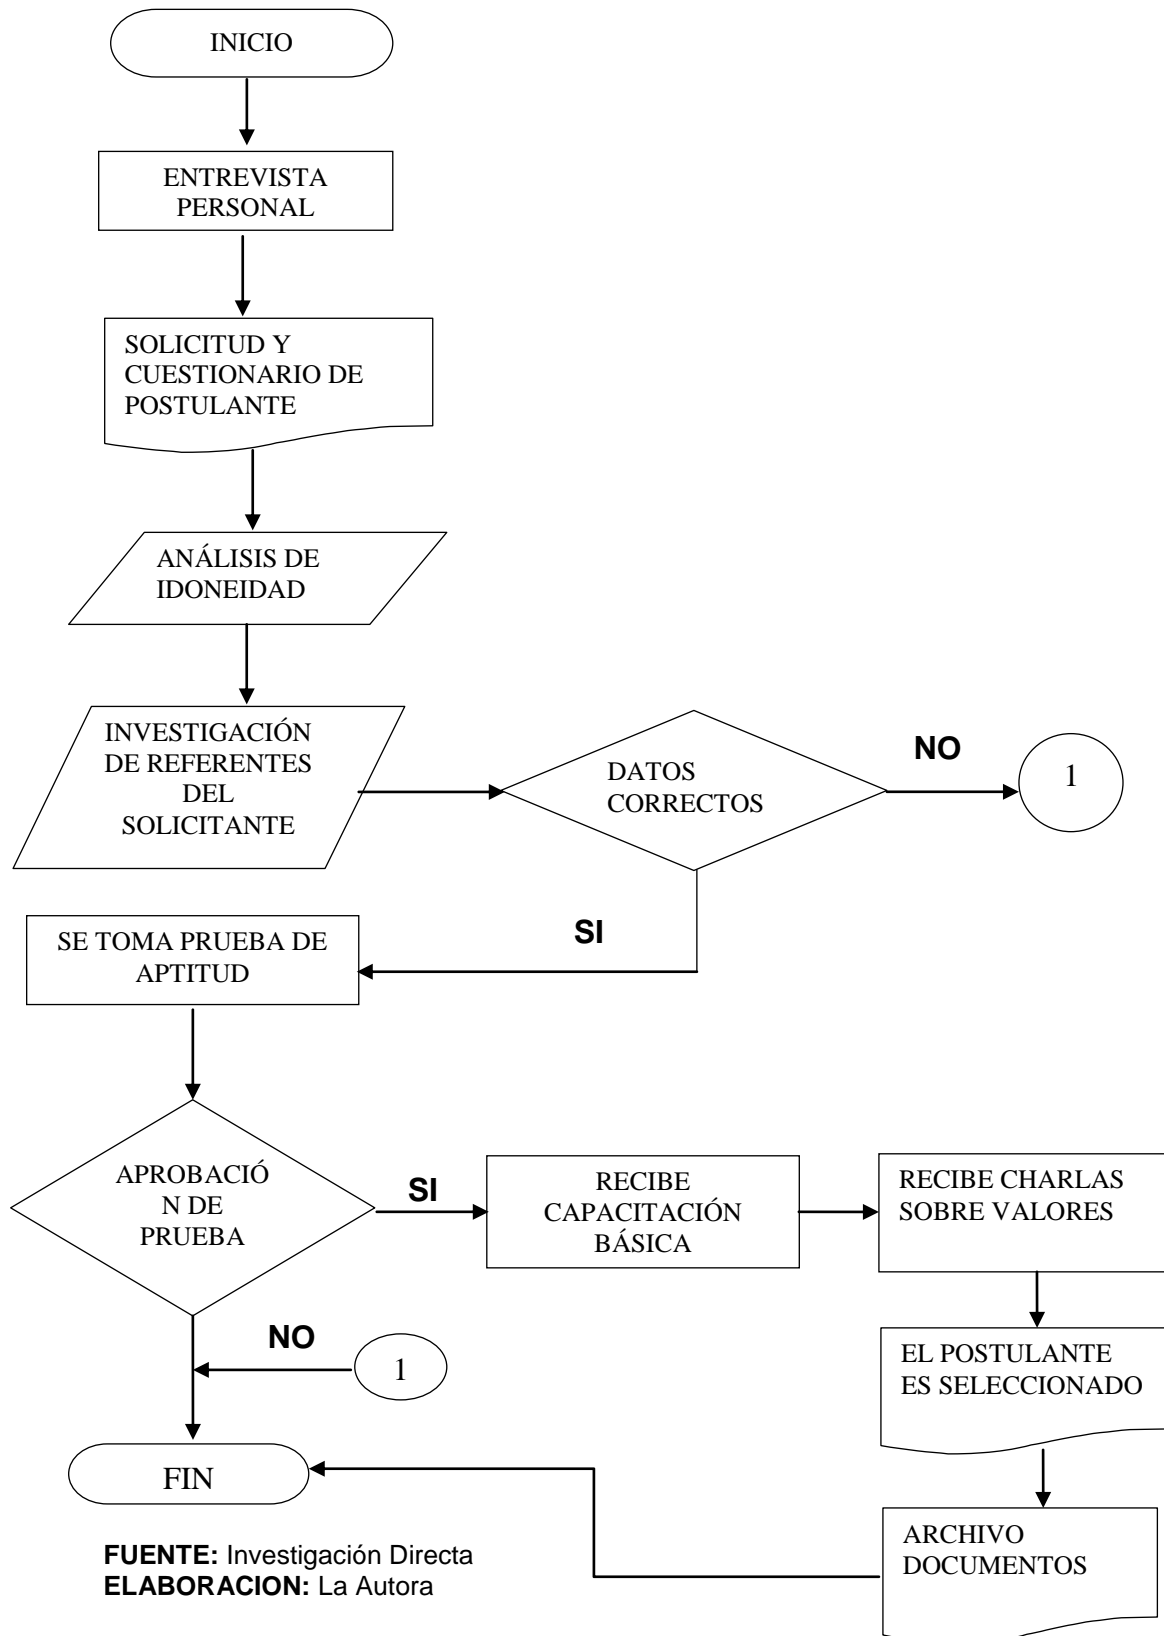 INICIO
ENTREVISTA
PERSONAL
SOLICITUD Y
CUESTIONARIO DE
POSTULANTE
ANÁLISIS DE
IDONEIDAD
INVESTIGACIÓN
DE REFERENTES
DEL
SOLICITANTE
DATOS
CORRECTOS
NO
1
SI
SE TOMA PRUEBA DE
APTITUD
APROBACIÓ
N DE
PRUEBA
SI
RECIBE
CAPACITACIÓN
BÁSICA
RECIBE CHARLAS
SOBRE VALORES
NO
1
EL POSTULANTE
ES SELECCIONADO
FIN
ARCHIVO
DOCUMENTOS
FUENTE: Investigación Directa
ELABORACION: La Autora